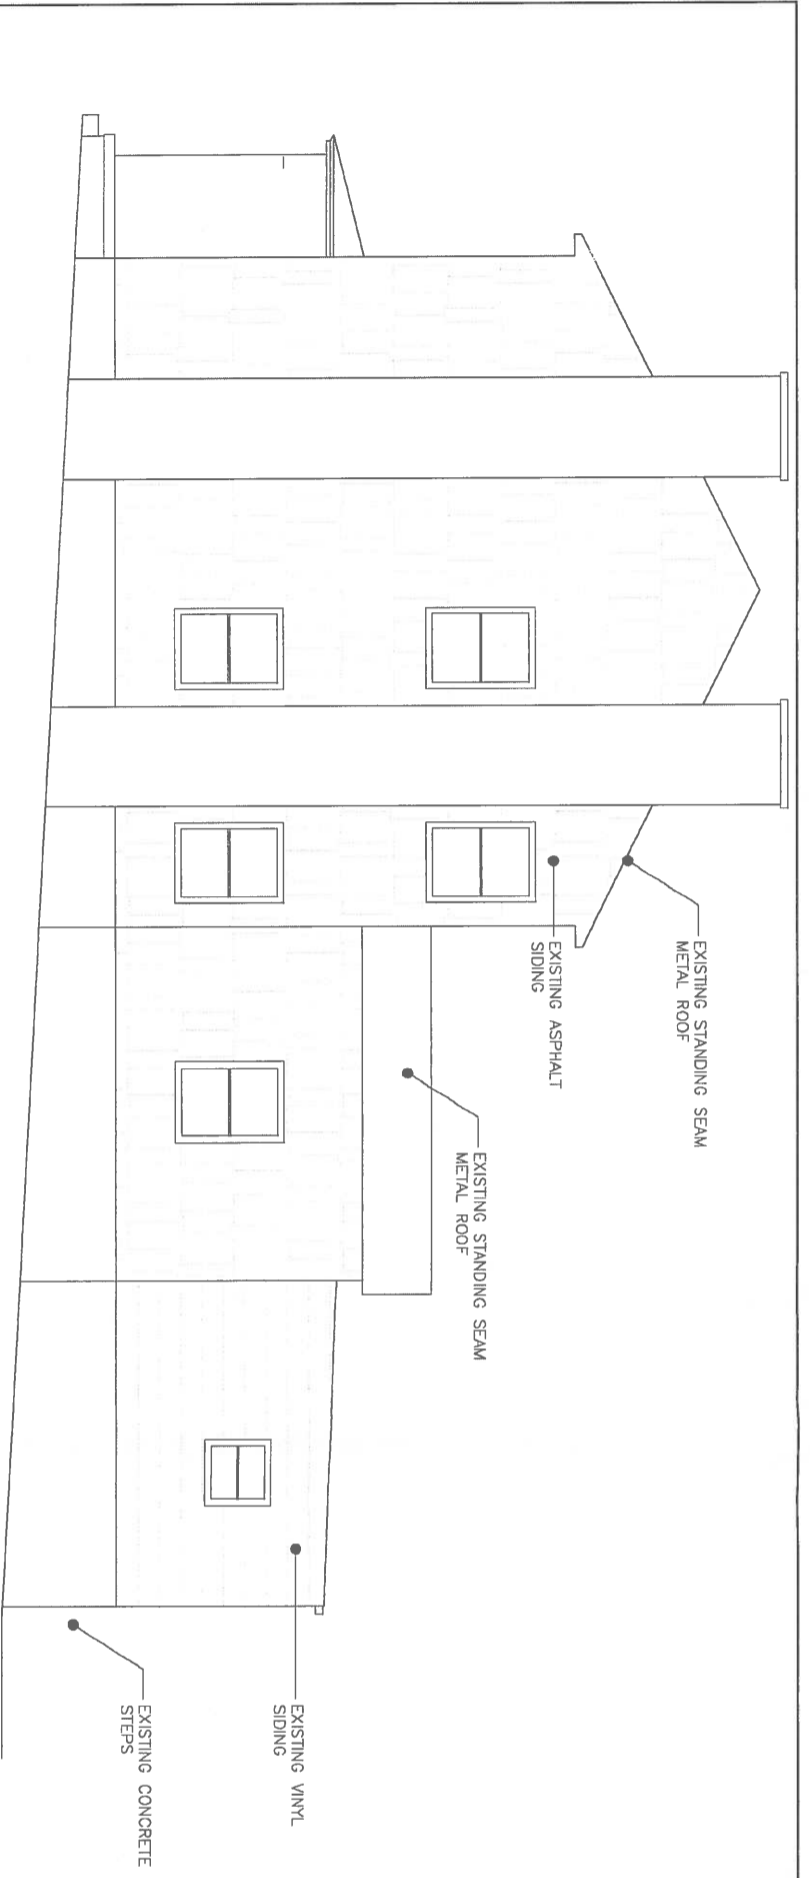 EXISTING STANDING SEAM
METAL ROOF
EXISTING ASPHALT
SIDING
EXISTING STANDING SEAM
METAL ROOF
EXISTING VINYL
SIDING
EXISTING CONCRETE
STEPS